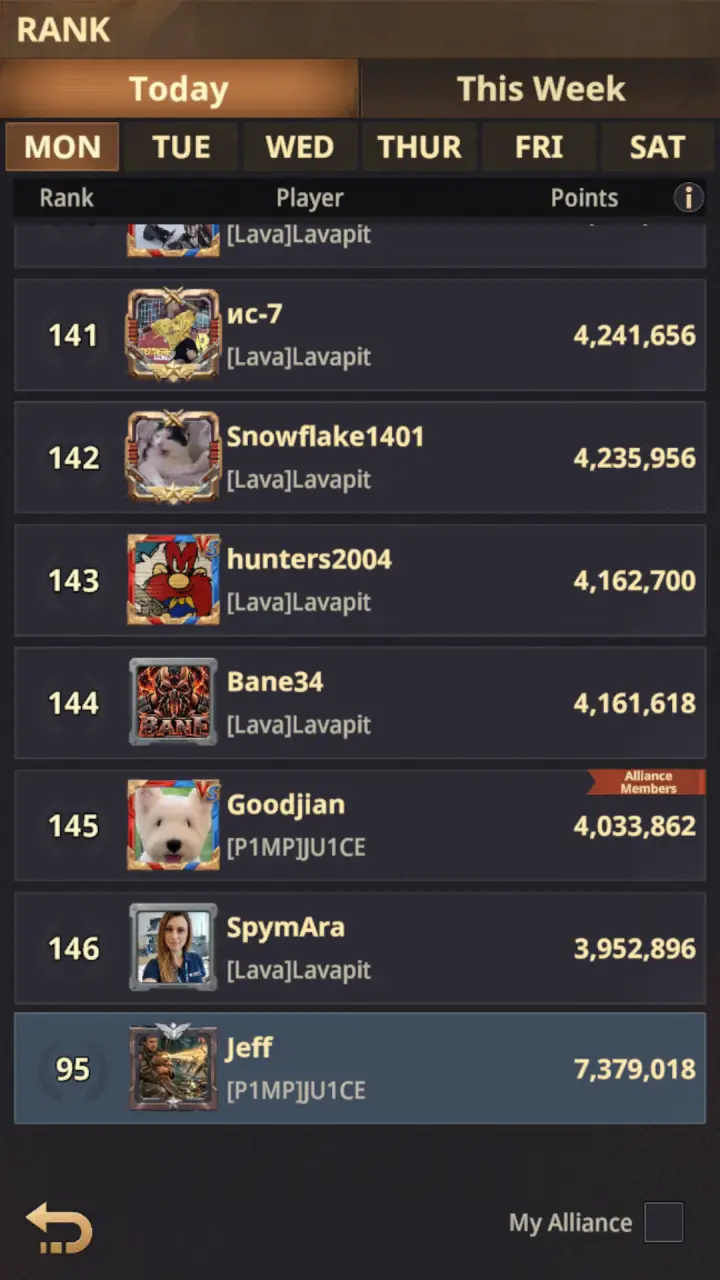 RANK
Today
This Week
MON
TUE
WED
THUR
FRI
SAT
Rank
Player
Points
i
[Lava]Lavapit
141
ис-7
[Lava]Lavapit
4,241,656
142
Snowflake1401
[Lava]Lavapit
4,235,956
143
VS
hunters2004
[Lava]Lavapit
4,162,700
144
BANE
Bane34
[Lava]Lavapit
4,161,618
Alliance
Members
145
VS
Goodjian
[P1MP]JU1CE
4,033,862
146
SpymAra
[Lava]Lavapit
3,952,896
95
Jeff
[P1MP]JU1CE
7,379,018
My Alliance